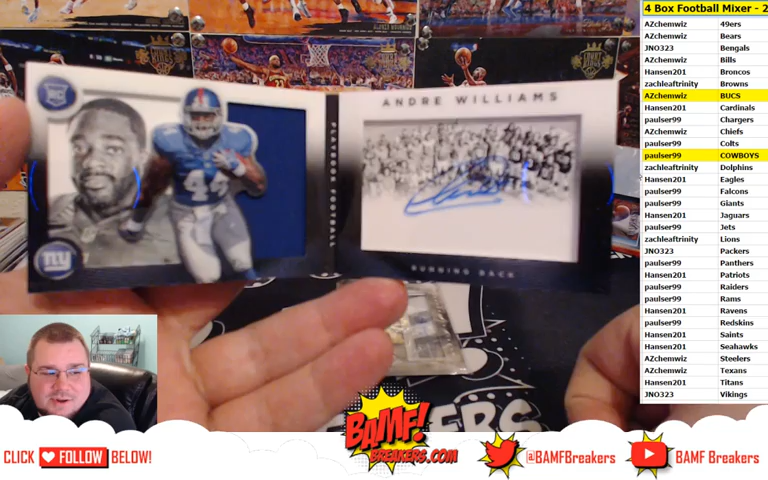 4 Box Football Mixer - 2
AZchemwiz 49ers
AZchemwiz Bears
JNO323 Bengals
AZchemwiz Bills
Hansen201 Broncos
zachleaftrinity Browns
AZchemwiz BUCS
Hansen201 Cardinals
paulser99 Chargers
AZchemwiz Chiefs
paulser99 Colts
paulser99 COWBOYS
zachleaftrinity Dolphins
Hansen201 Eagles
paulser99 Falcons
paulser99 Giants
Hansen201 Jaguars
paulser99 Jets
zachleaftrinity Lions
JNO323 Packers
paulser99 Panthers
Hansen201 Patriots
paulser99 Raiders
paulser99 Rams
Hansen201 Ravens
paulser99 Redskins
Hansen201 Saints
Hansen201 Seahawks
AZchemwiz Steelers
AZchemwiz Texans
Hansen201 Titans
JNO323 Vikings
ANDRE WILLIAMS
PLAYBOOK FOOTBALL
RUNNING BACK
44
NY
RC
ERS
CLICK FOLLOW BELOW!
BAMF!
BREAKERS.COM
@BAMFBreakers
BAMF Breakers